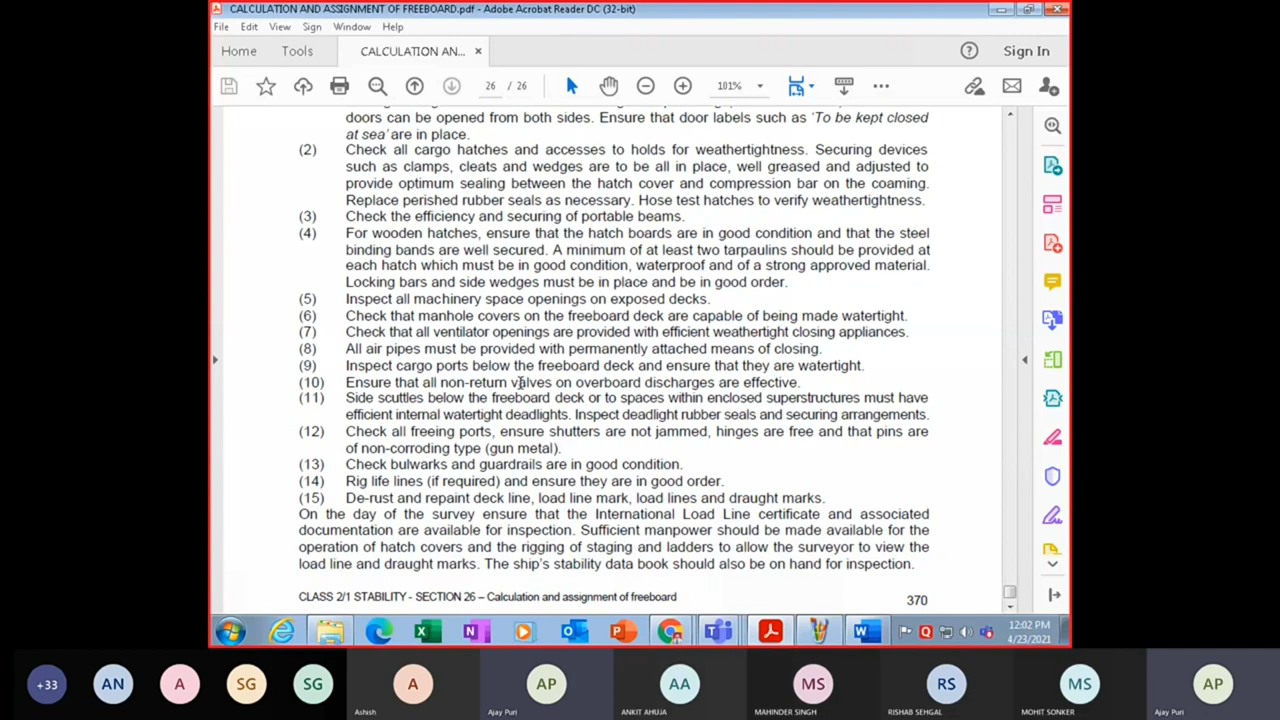 CALCULATION AND ASSIGNMENT OF FREEBOARD.pdf - Adobe Acrobat Reader DC (32-bit)
File Edit View Sign Window Help
Home Tools CALCULATION AN... × Sign In
26 / 26 101%
doors can be opened from both sides. Ensure that door labels such as 'To be kept closed
at sea' are in place.
(2) Check all cargo hatches and accesses to holds for weathertightness. Securing devices
such as clamps, cleats and wedges are to be all in place, well greased and adjusted to
provide optimum sealing between the hatch cover and compression bar on the coaming.
Replace perished rubber seals as necessary. Hose test hatches to verify weathertightness.
(3) Check the efficiency and securing of portable beams.
(4) For wooden hatches, ensure that the hatch boards are in good condition and that the steel
binding bands are well secured. A minimum of at least two tarpaulins should be provided at
each hatch which must be in good condition, waterproof and of a strong approved material.
Locking bars and side wedges must be in place and be in good order.
(5) Inspect all machinery space openings on exposed decks.
(6) Check that manhole covers on the freeboard deck are capable of being made watertight.
(7) Check that all ventilator openings are provided with efficient weathertight closing appliances.
(8) All air pipes must be provided with permanently attached means of closing.
(9) Inspect cargo ports below the freeboard deck and ensure that they are watertight.
(10) Ensure that all non-return valves on overboard discharges are effective.
(11) Side scuttles below the freeboard deck or to spaces within enclosed superstructures must have
efficient internal watertight deadlights. Inspect deadlight rubber seals and securing arrangements.
(12) Check all freeing ports, ensure shutters are not jammed, hinges are free and that pins are
of non-corroding type (gun metal).
(13) Check bulwarks and guardrails are in good condition.
(14) Rig life lines (if required) and ensure they are in good order.
(15) De-rust and repaint deck line, load line mark, load lines and draught marks.
On the day of the survey ensure that the International Load Line certificate and associated
documentation are available for inspection. Sufficient manpower should be made available for the
operation of hatch covers and the rigging of staging and ladders to allow the surveyor to view the
load line and draught marks. The ship's stability data book should also be on hand for inspection.
CLASS 2/1 STABILITY - SECTION 26 – Calculation and assignment of freeboard 370
12:02 PM
4/23/2021
+33 AN A SG SG A AP AA MS RS MS AP
Ashish Ajay Puri ANKIT AHUJA MAHINDER SINGH RISHAB SEHGAL MOHIT SONKER Ajay Puri